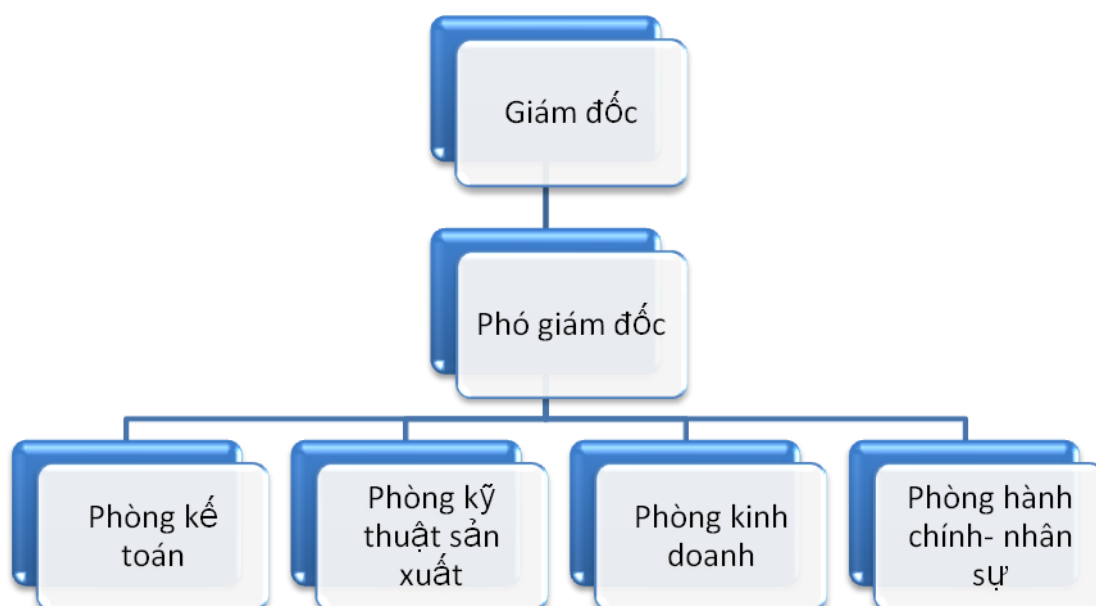 Giám đốc
Phó giám đốc
Phòng kế
toán
Phòng kỹ
thuật sản
xuất
Phòng kinh
doanh
Phòng hành
chính- nhân
sự